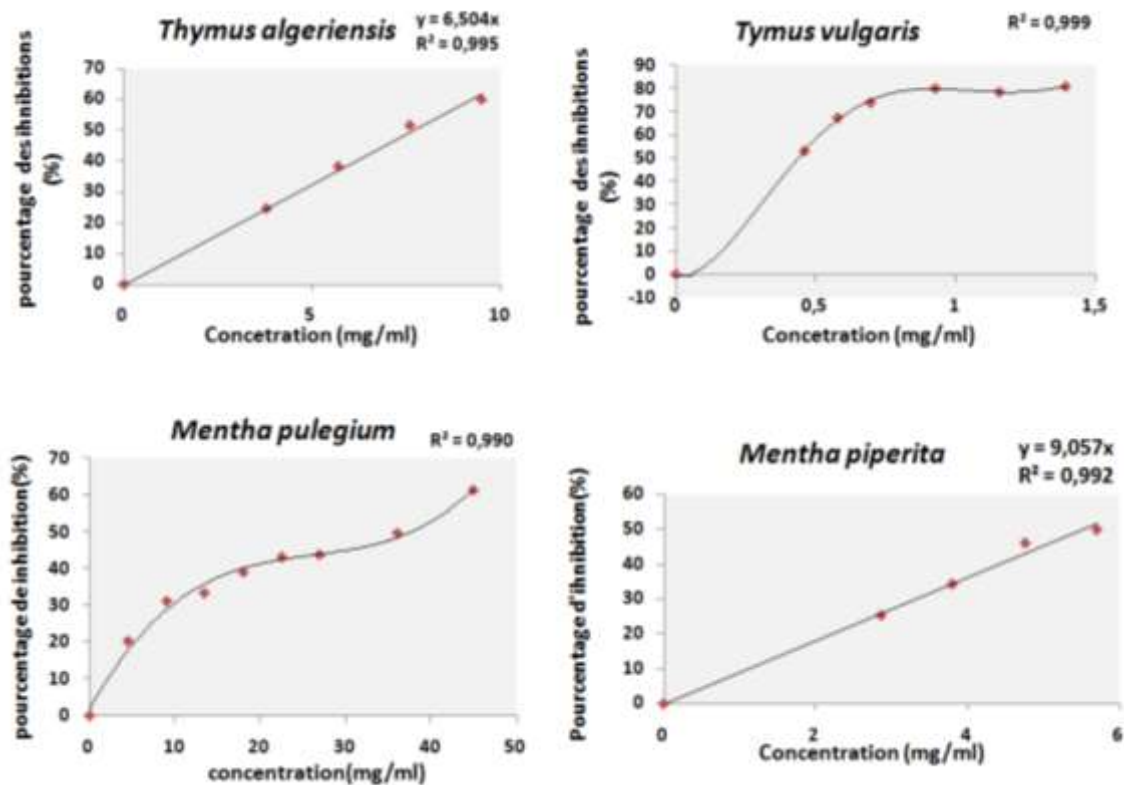 Thymus algeriensis
y = 6,504x
R² = 0,995
pourcentage des ihnibitions
(%)
70
60
50
40
30
20
10
0
0
5
10
Concetration (mg/ml)
Tymus vulgaris
R² = 0,999
pourcentage des ihnibitions
(%)
90
80
70
60
50
40
30
20
10
0
-10
0
0,5
1
1,5
Concetration (mg/ml)
Mentha pulegium
R² = 0,990
pourcentage de inhibition(%)
70
60
50
40
30
20
10
0
0
10
20
30
40
50
concentration(mg/ml)
Mentha piperita
y = 9,057x
R² = 0,992
Pourcentage d'ihnibition(%)
60
50
40
30
20
10
0
0
2
4
6
Concentration (mg/ml)